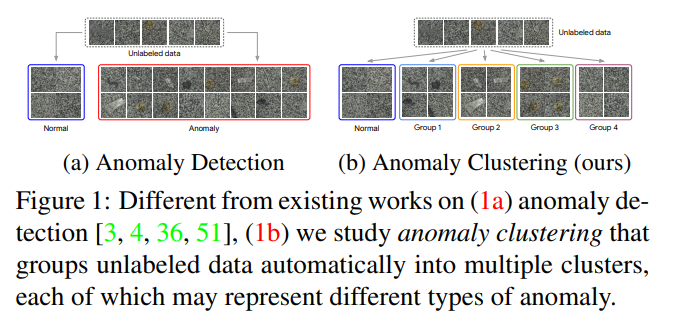 Unlabeled data
Unlabeled data
Normal
Anomaly
Normal
Group 1
Group 2
Group 3
Group 4
(a) Anomaly Detection
(b) Anomaly Clustering (ours)
Figure 1: Different from existing works on (1a) anomaly de-
tection [3, 4, 36, 51], (1b) we study anomaly clustering that
groups unlabeled data automatically into multiple clusters,
each of which may represent different types of anomaly.